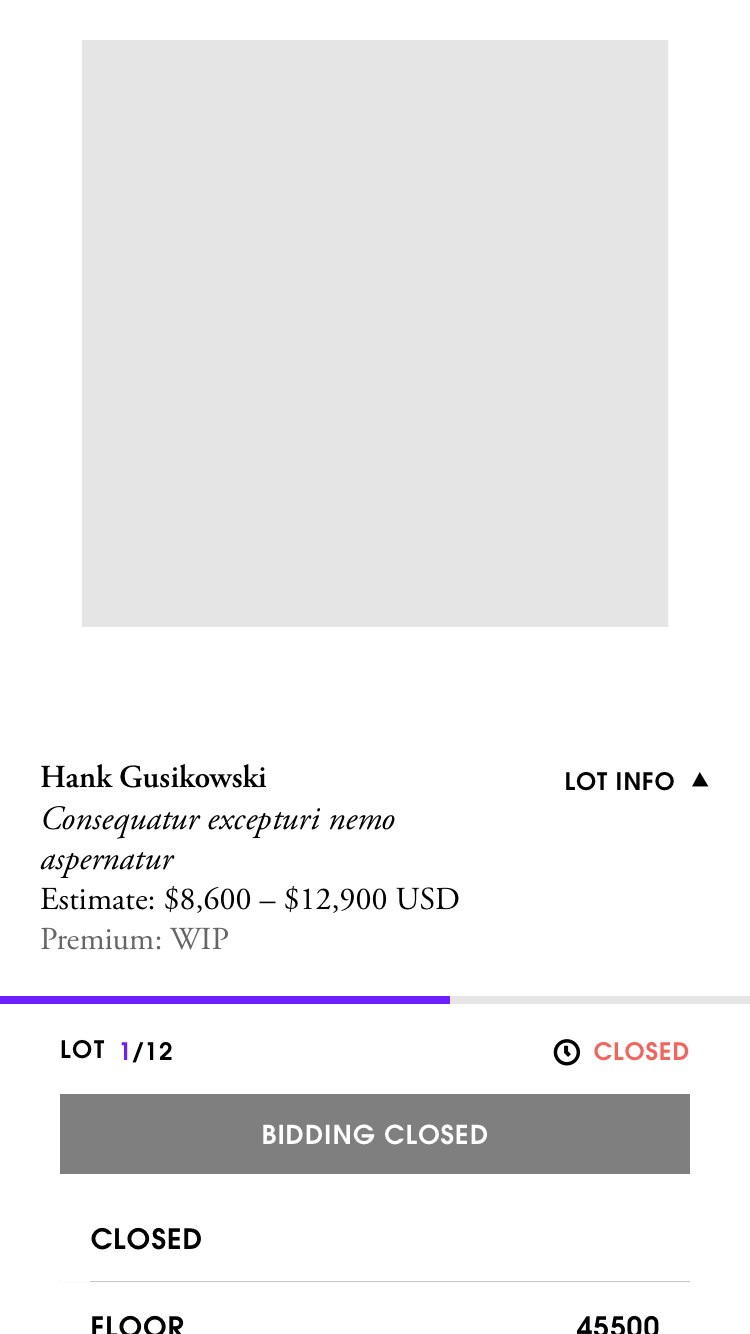 Hank Gusikowski
LOT INFO ▲
Consequatur excepturi nemo
aspernatur
Estimate: $8,600 – $12,900 USD
Premium: WIP
LOT 1/12
CLOSED
BIDDING CLOSED
CLOSED
FLOOR 45500